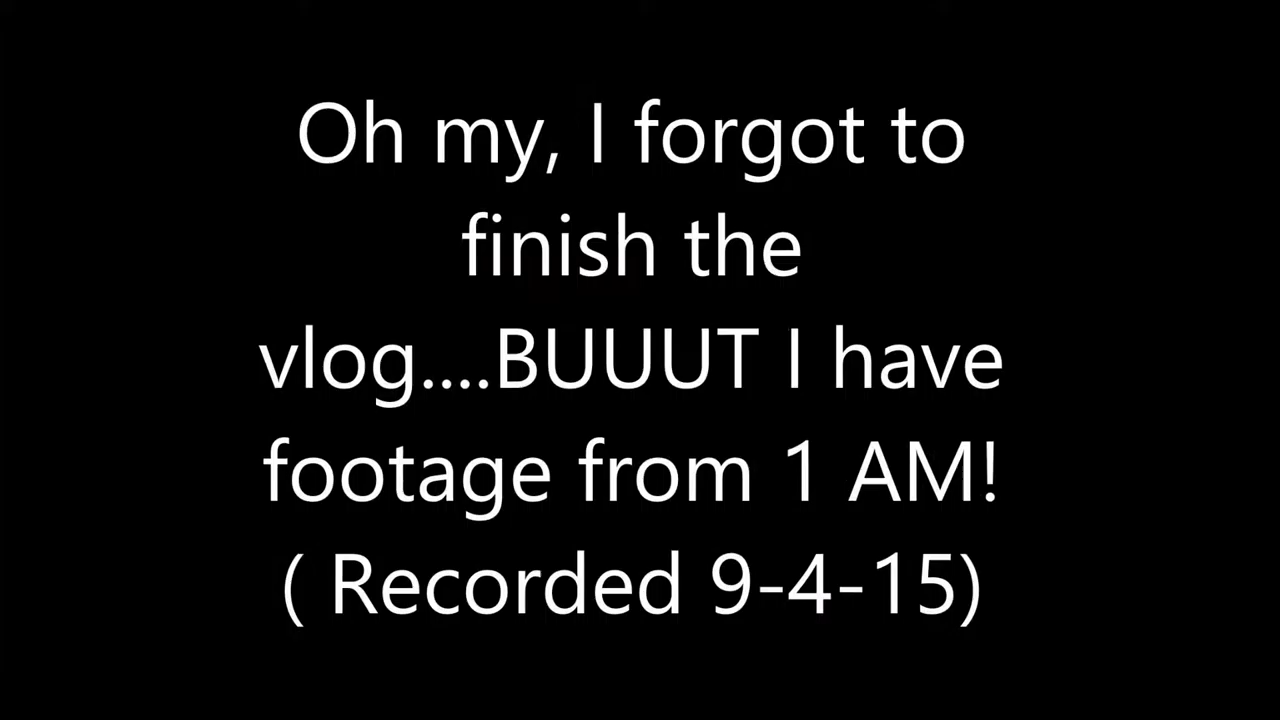 Oh my, I forgot to
finish the
vlog....BUUUT I have
footage from 1 AM!
( Recorded 9-4-15)